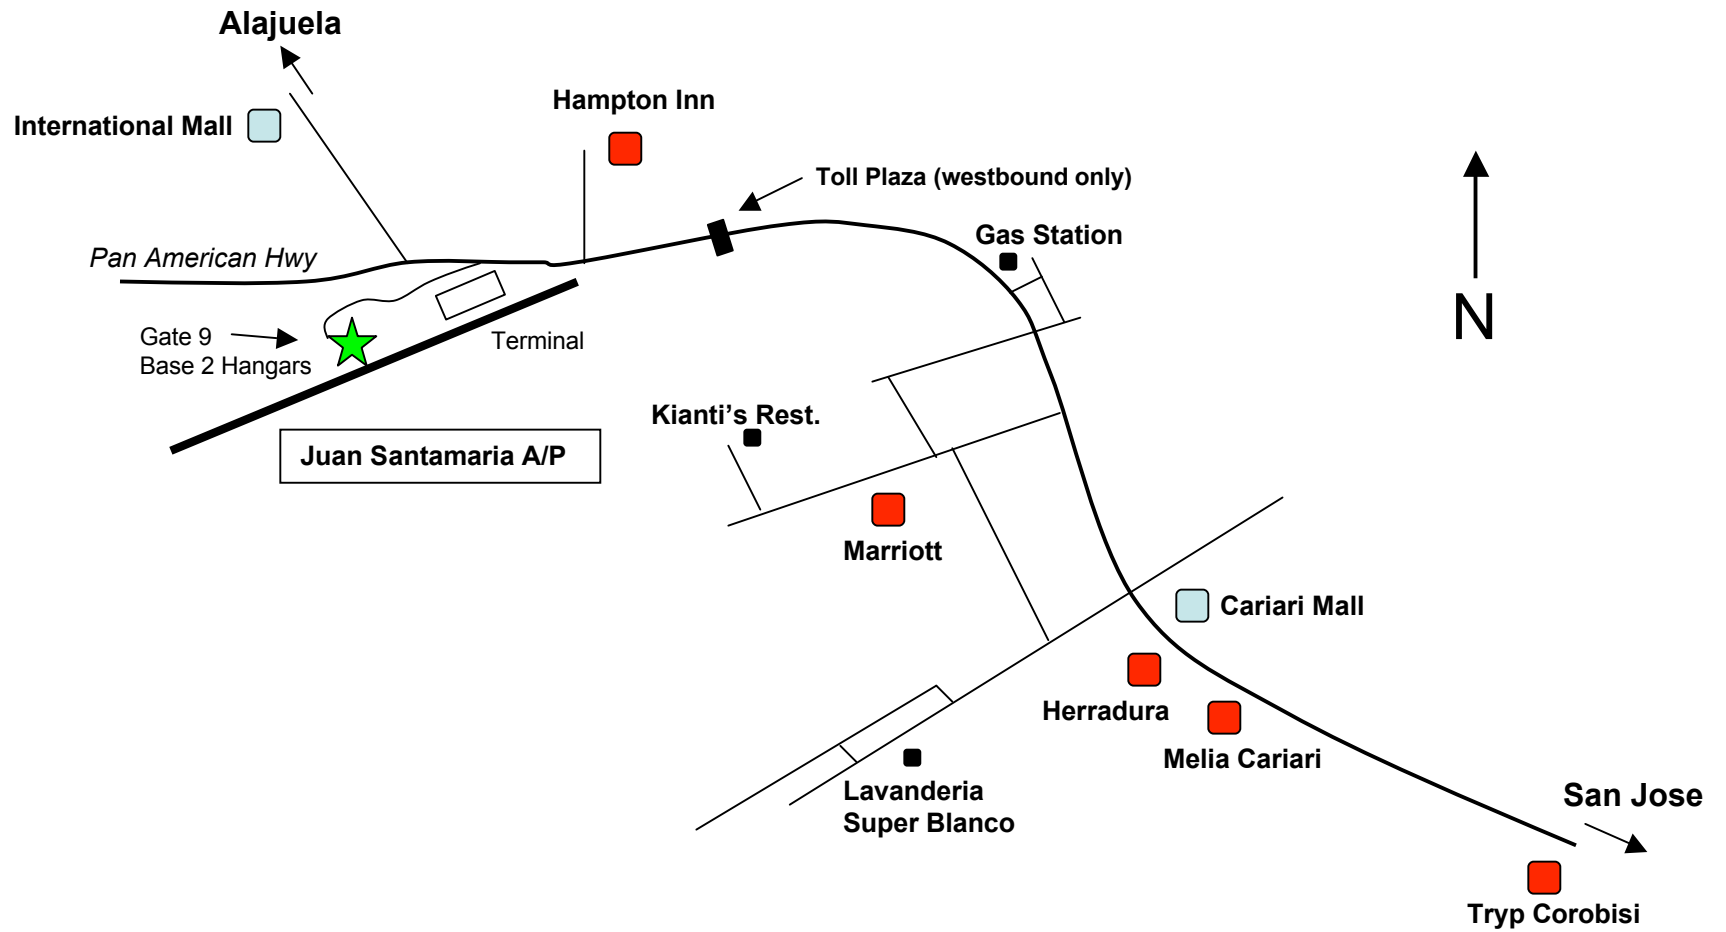 Alajuela
International Mall
Hampton Inn
Toll Plaza (westbound only)
Gas Station
Pan American Hwy
N
Gate 9
Base 2 Hangars
Terminal
Kianti’s Rest.
Juan Santamaria A/P
Marriott
Cariari Mall
Herradura
Melia Cariari
Lavanderia
Super Blanco
San Jose
Tryp Corobisi